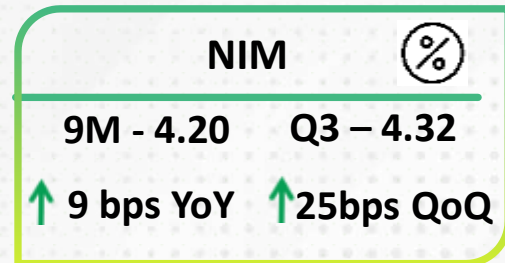 NIM %
9M - 4.20 Q3 – 4.32
↑ 9 bps YoY ↑25bps QoQ